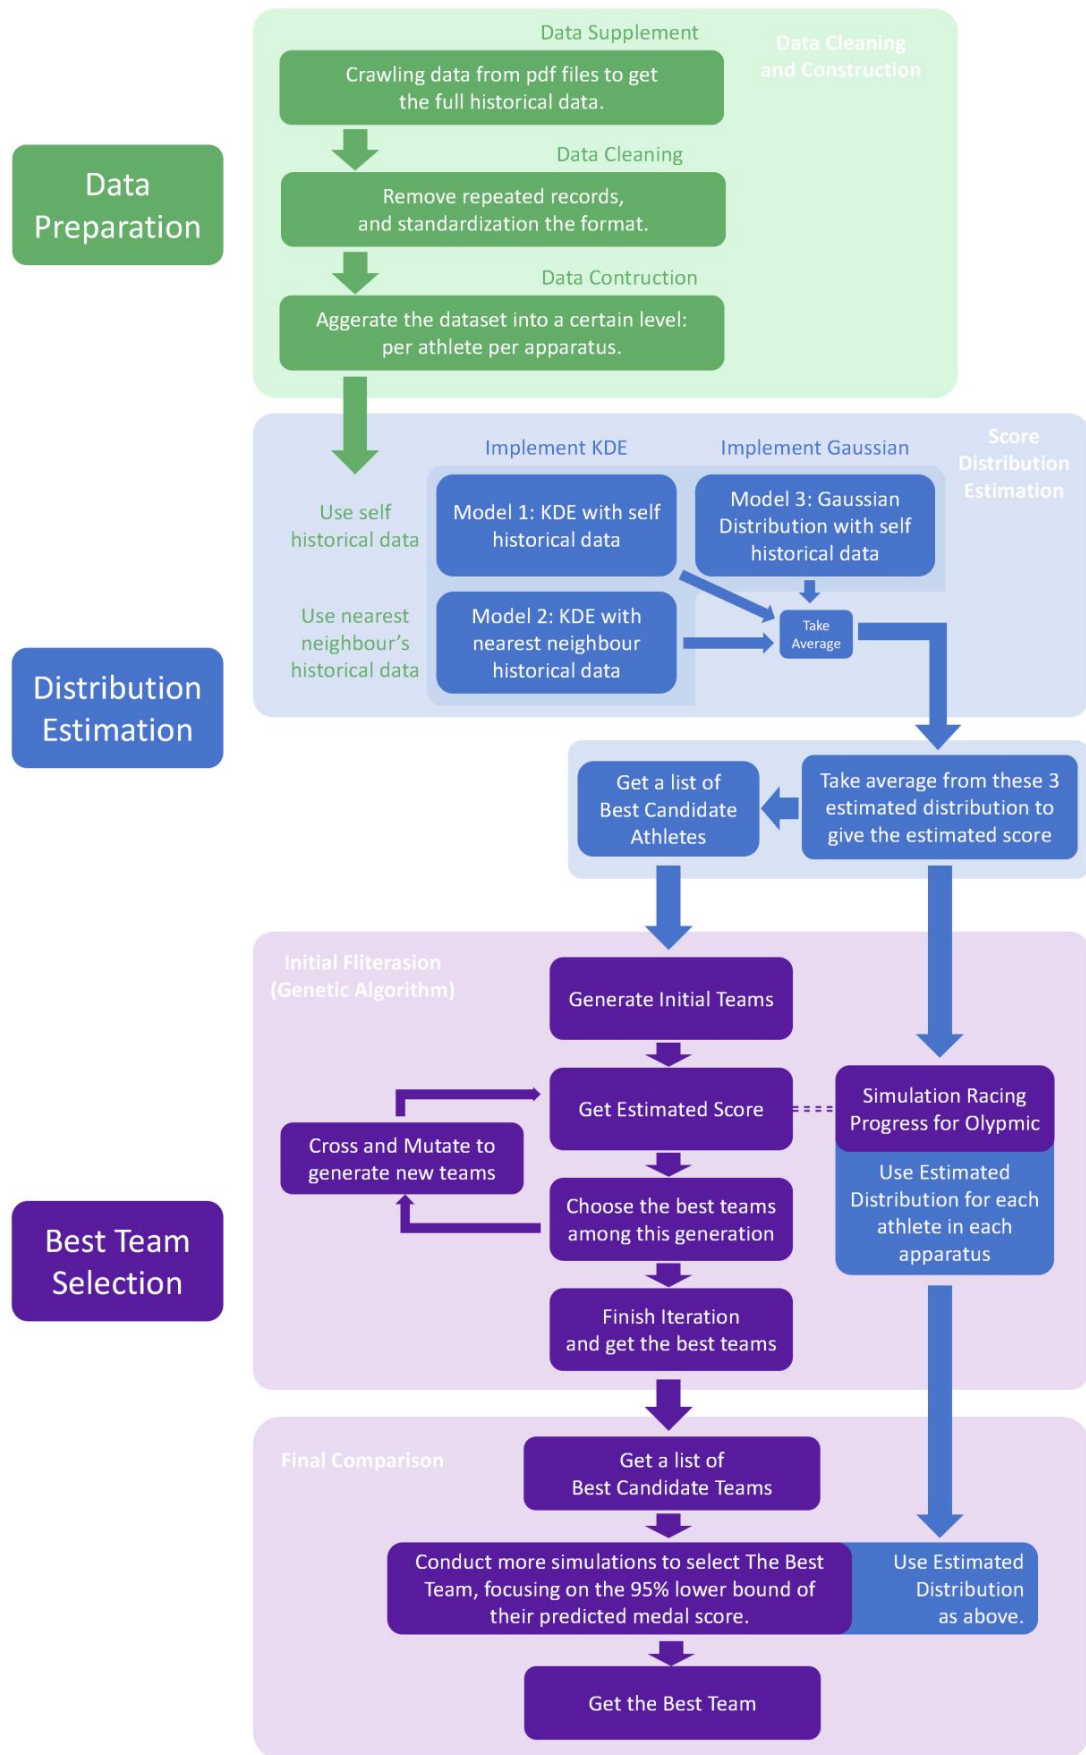 Data Supplement
Data Cleaning
and Construction
Crawling data from pdf files to get
the full historical data.
Data
Preparation
Data Cleaning
Remove repeated records,
and standardization the format.
Data Contruction
Aggerate the dataset into a certain level:
per athlete per apparatus.
Implement KDE
Implement Gaussian
Score
Distribution
Estimation
Use self
historical data
Model 1: KDE with self
historical data
Model 3: Gaussian
Distribution with self
historical data
Use nearest
neighbour's
historical data
Model 2: KDE with
nearest neighbour
historical data
Take
Average
Distribution
Estimation
Get a list of
Best Candidate
Athletes
Take average from these 3
estimated distribution to
give the estimated score
Initial Fliterasion
(Genetic Algorithm)
Generate Initial Teams
Get Estimated Score
Simulation Racing
Progress for Olypmic
Cross and Mutate to
generate new teams
Use Estimated
Distribution for each
athlete in each
apparatus
Choose the best teams
among this generation
Best Team
Selection
Finish Iteration
and get the best teams
Final Comparison
Get a list of
Best Candidate Teams
Conduct more simulations to select The Best
Team, focusing on the 95% lower bound of
their predicted medal score.
Use Estimated
Distribution
as above.
Get the Best Team